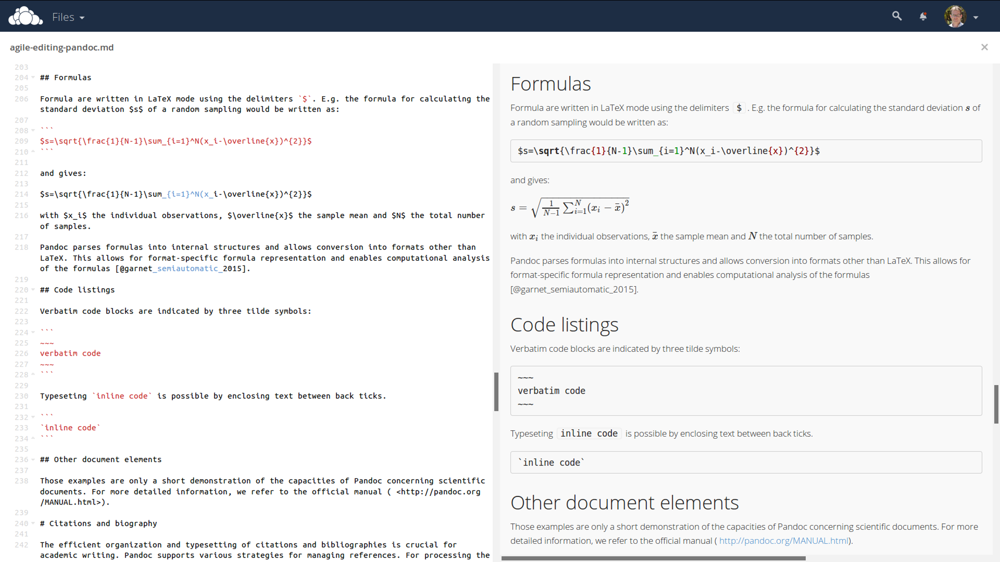 Files
agile-editing-pandoc.md
203
204 ## Formulas
205
206 Formula are written in LaTeX mode using the delimiters `$`. E.g. the formula for calculating the
standard deviation $s$ of a random sampling would be written as:
207
208 ```
209 $s=\sqrt{\frac{1}{N-1}\sum_{i=1}^N(x_i-\overline{x})^{2}}$
210 ```
211
212 and gives:
213
214 $s=\sqrt{\frac{1}{N-1}\sum_{i=1}^N(x_i-\overline{x})^{2}}$
215
216 with $x_i$ the individual observations, $\overline{x}$ the sample mean and $N$ the total number
of samples.
217
218 Pandoc parses formulas into internal structures and allows conversion into formats other than
LaTeX. This allows for format-specific formula representation and enables computational analysis
of the formulas [@garnet_semiautomatic_2015].
219
220 ## Code listings
221
222 Verbatim code blocks are indicated by three tilde symbols:
223
224 ```
225 ~~~
226 verbatim code
227 ~~~
228 ```
229
230 Typeseting `inline code` is possible by enclosing text between back ticks.
231
232 ```
233 `inline code`
234 ```
235
236 ## Other document elements
237
238 Those examples are only a short demonstration of the capacities of Pandoc concerning scientific
documents. For more detailed information, we refer to the official manual ( <http://pandoc.org
/MANUAL.html>).
239
240 # Citations and biography
241
242 The efficient organization and typesetting of citations and bibliographies is crucial for
academic writing. Pandoc supports various strategies for managing references. For processing the
Formulas
Formula are written in LaTeX mode using the delimiters $ . E.g. the formula for calculating the standard deviation s of
a random sampling would be written as:
$s=\sqrt{\frac{1}{N-1}\sum_{i=1}^N(x_i-\overline{x})^{2}}$
and gives:
s = √(1/(N−1) ∑_{i=1}^N (x_i − x̄)^2)
with x_i the individual observations, x̄ the sample mean and N the total number of samples.
Pandoc parses formulas into internal structures and allows conversion into formats other than LaTeX. This allows for
format-specific formula representation and enables computational analysis of the formulas
[@garnet_semiautomatic_2015].
Code listings
Verbatim code blocks are indicated by three tilde symbols:
~~~
verbatim code
~~~
Typeseting inline code is possible by enclosing text between back ticks.
`inline code`
Other document elements
Those examples are only a short demonstration of the capacities of Pandoc concerning scientific documents. For more
detailed information, we refer to the official manual ( http://pandoc.org/MANUAL.html).